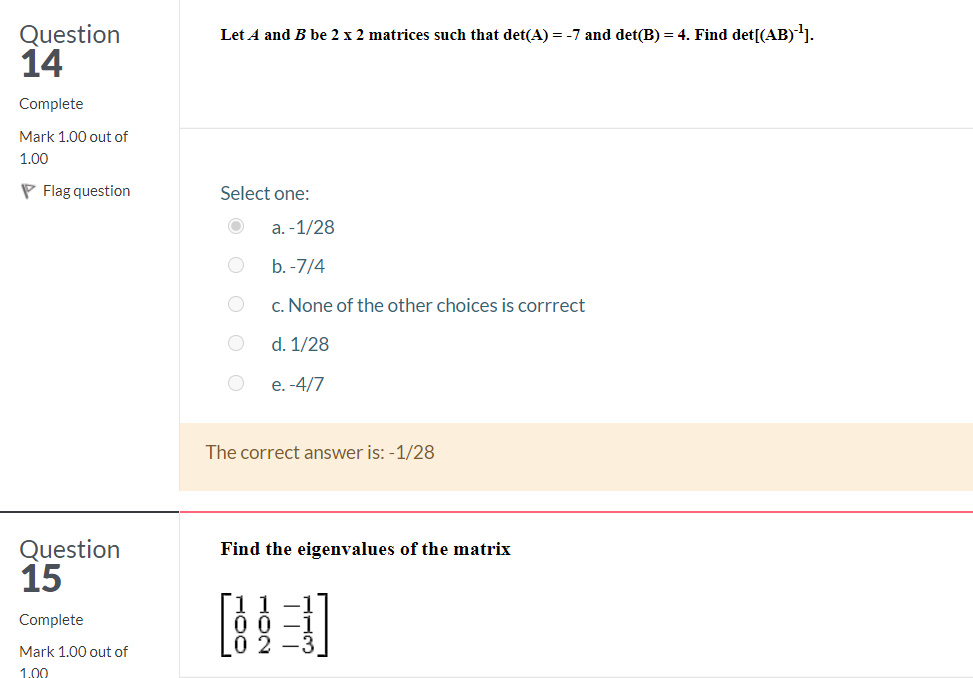 Question
14
Complete
Mark 1.00 out of
1.00
Flag question
Let A and B be 2 x 2 matrices such that det(A) = -7 and det(B) = 4. Find det[(AB)⁻¹].
Select one:
a. -1/28
b. -7/4
c. None of the other choices is corrrect
d. 1/28
e. -4/7
The correct answer is: -1/28
Question
15
Complete
Mark 1.00 out of
1.00
Find the eigenvalues of the matrix
1 1 −1
0 0 −1
0 2 −3